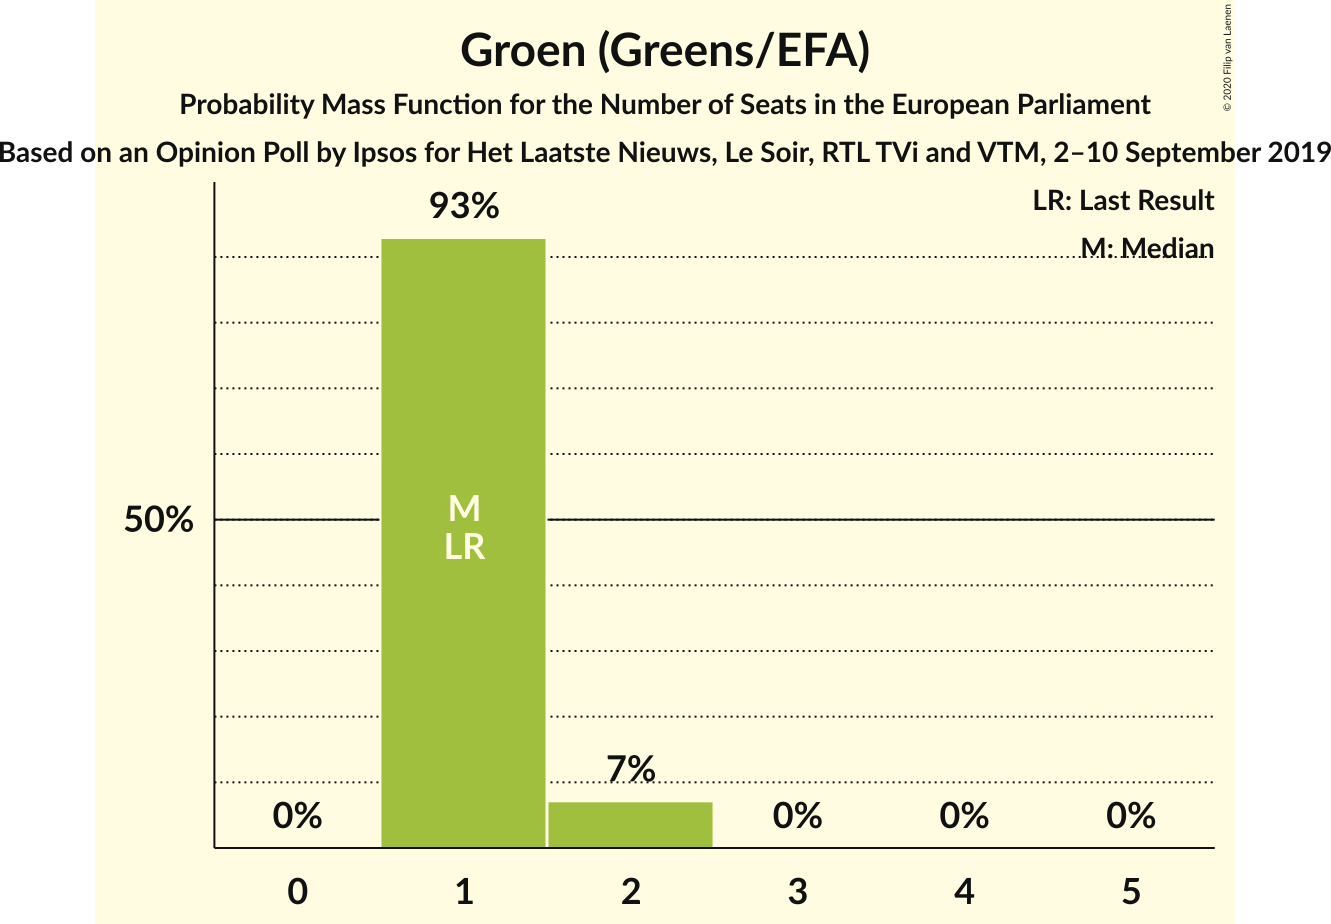 Groen (Greens/EFA)
Probability Mass Function for the Number of Seats in the European Parliament
Based on an Opinion Poll by Ipsos for Het Laatste Nieuws, Le Soir, RTL TVi and VTM, 2–10 September 2019
© 2020 Filip van Laenen
LR: Last Result
M: Median
93%
50%
M
LR
7%
0%
0%
0%
0%
0 1 2 3 4 5